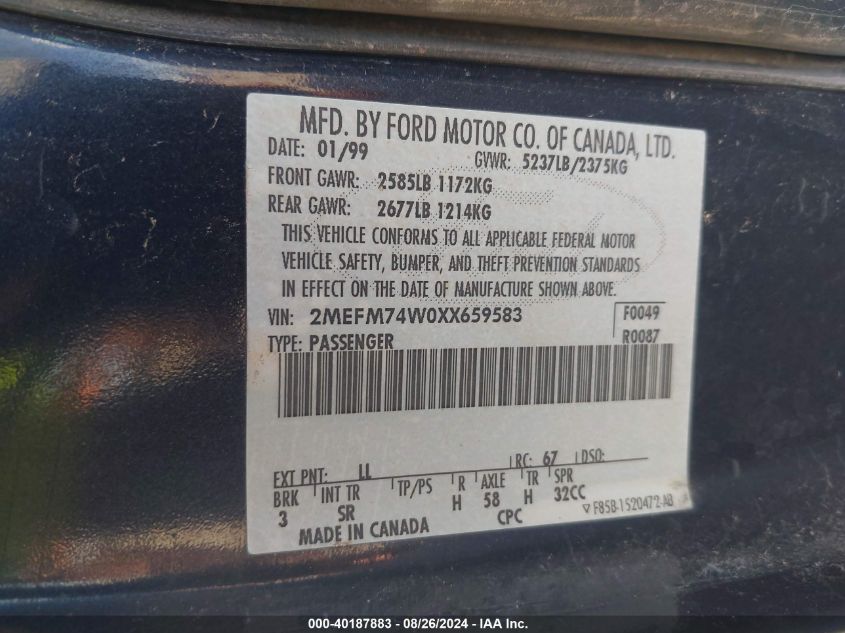 MFD. BY FORD MOTOR CO. OF CANADA, LTD.
DATE: 01/99 GVWR: 5237LB/2375KG
FRONT GAWR: 2585LB 1172KG
REAR GAWR: 2677LB 1214KG
THIS VEHICLE CONFORMS TO ALL APPLICABLE FEDERAL MOTOR
VEHICLE SAFETY, BUMPER, AND THEFT PREVENTION STANDARDS
IN EFFECT ON THE DATE OF MANUFACTURE SHOWN ABOVE.
VIN: 2MEFM74W0XX659583 F0049
TYPE: PASSENGER R0087
EXT PNT: LL RC: 67 DSO:
BRK INT TR TP/PS R AXLE TR SPR
3 SR H 58 H 32CC
MADE IN CANADA CPC F85B-1520472-AB
000-40187883 - 08/26/2024 - IAA Inc.